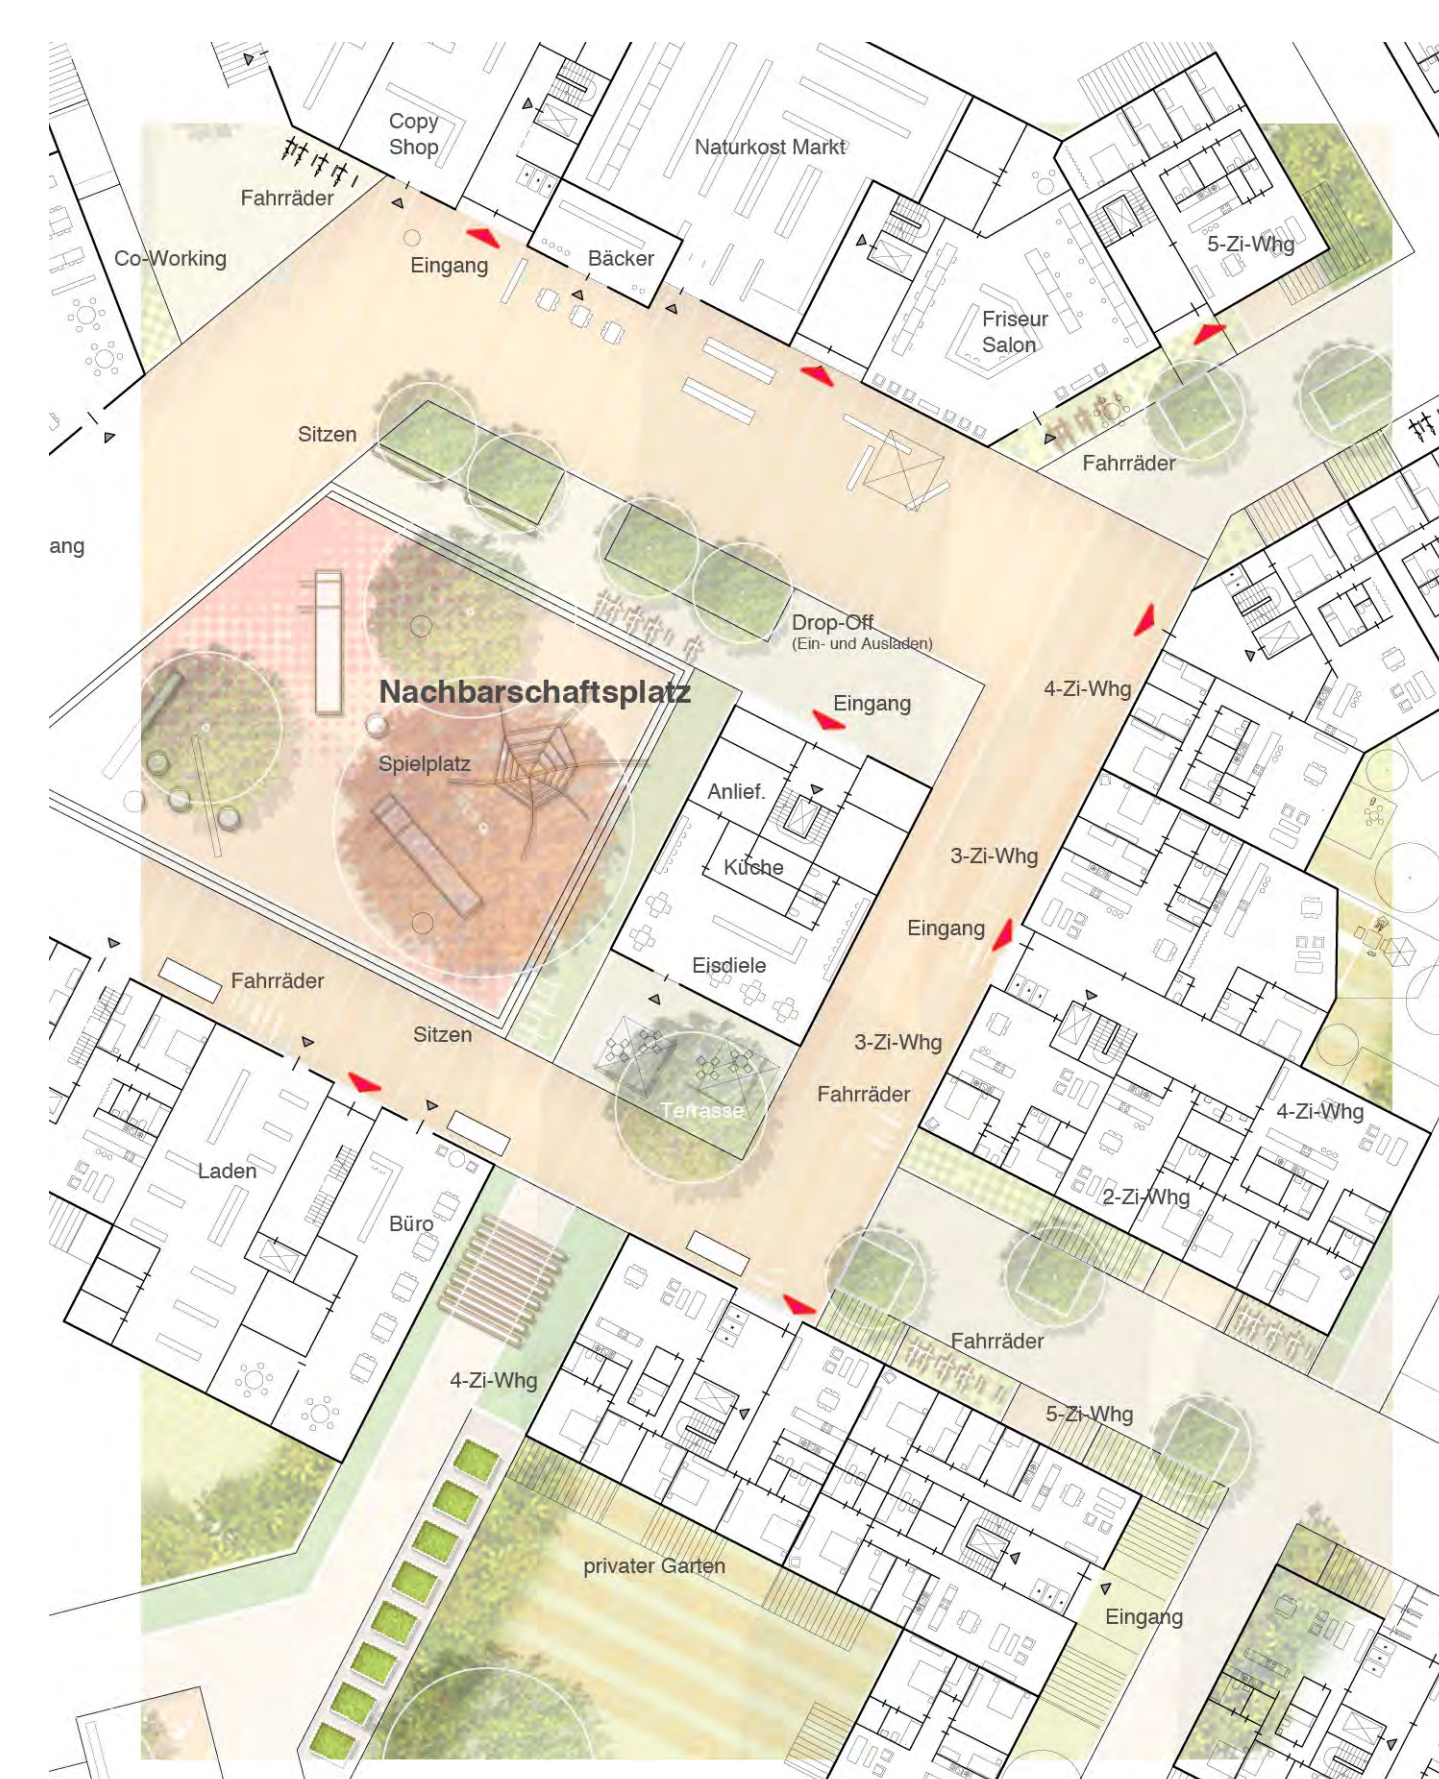 Copy
Shop
Naturkost Markt
Fahrräder
Co-Working
Eingang
Bäcker
5-Zi-Whg
Friseur
Salon
Sitzen
Fahrräder
ang
Drop-Off
(Ein- und Ausladen)
Nachbarschaftsplatz
4-Zi-Whg
Eingang
Spielplatz
Anlief.
Küche
3-Zi-Whg
Eingang
Eisdiele
Fahrräder
Sitzen
3-Zi-Whg
Fahrräder
Terrasse
4-Zi-Whg
Laden
2-Zi-Whg
Büro
Fahrräder
4-Zi-Whg
5-Zi-Whg
privater Garten
Eingang